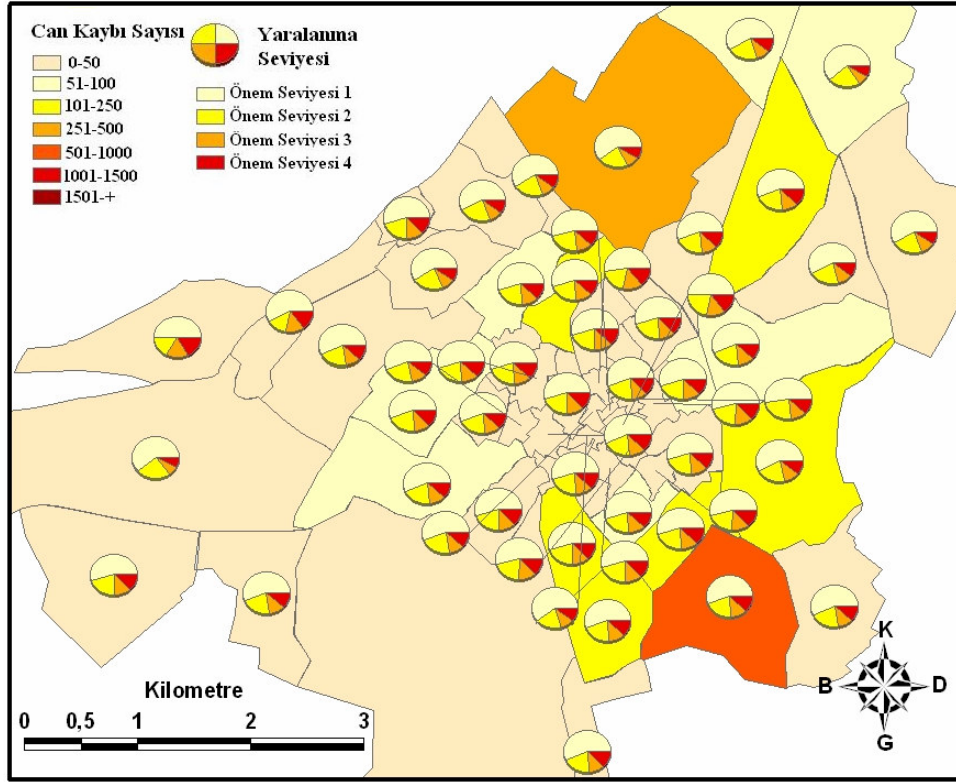 Can Kaybı Sayısı
0-50
51-100
101-250
251-500
501-1000
1001-1500
1501-+
Yaralanma
Seviyesi
Önem Seviyesi 1
Önem Seviyesi 2
Önem Seviyesi 3
Önem Seviyesi 4
Kilometre
0 0,5 1 2 3
K
B D
G